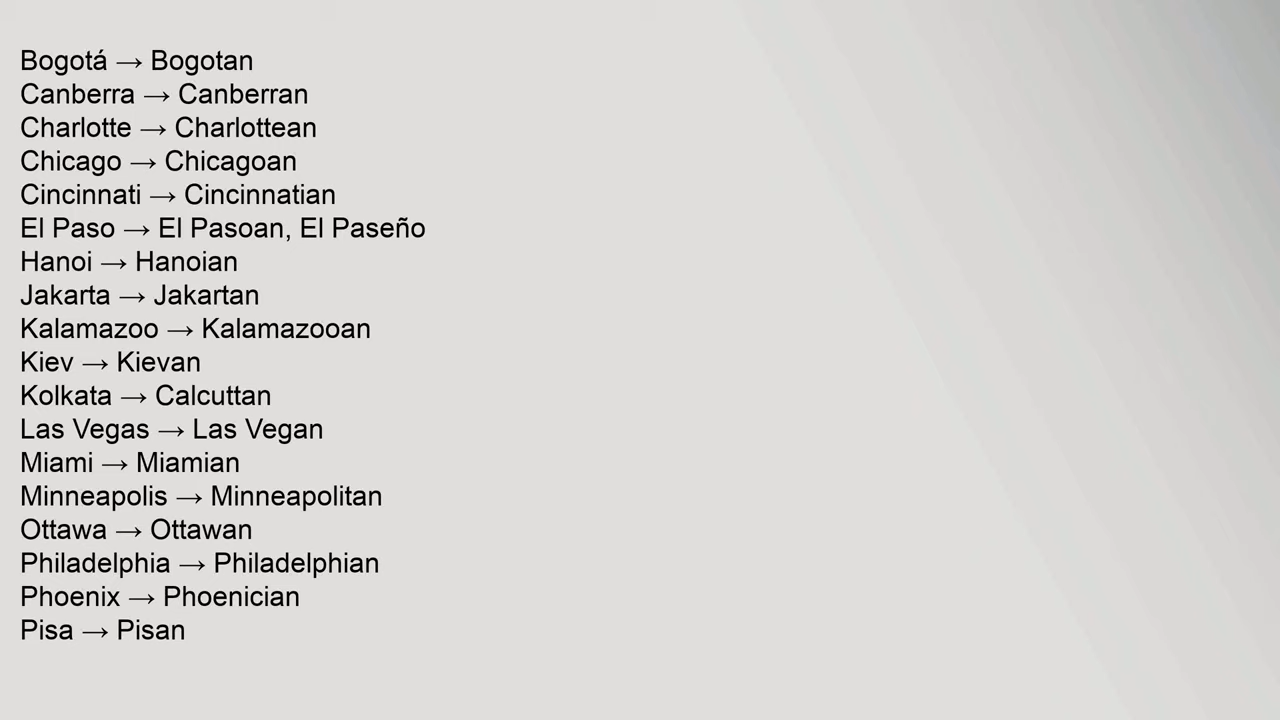 Bogotá → Bogotan
Canberra → Canberran
Charlotte → Charlottean
Chicago → Chicagoan
Cincinnati → Cincinnatian
El Paso → El Pasoan, El Paseño
Hanoi → Hanoian
Jakarta → Jakartan
Kalamazoo → Kalamazooan
Kiev → Kievan
Kolkata → Calcuttan
Las Vegas → Las Vegan
Miami → Miamian
Minneapolis → Minneapolitan
Ottawa → Ottawan
Philadelphia → Philadelphian
Phoenix → Phoenician
Pisa → Pisan